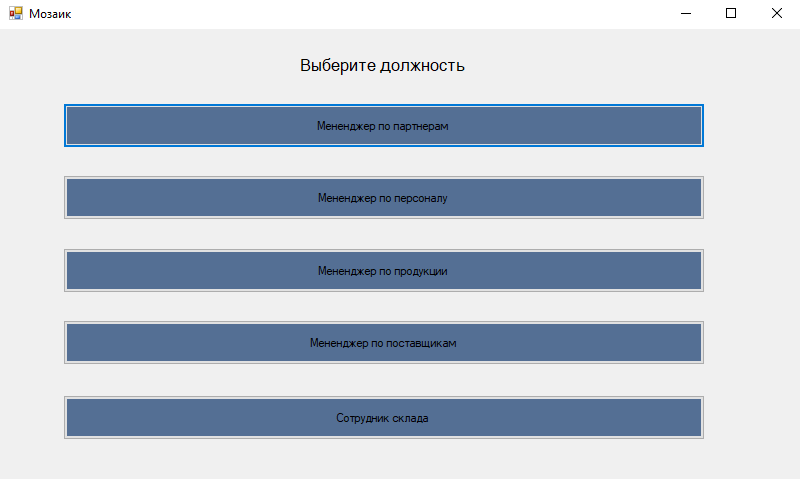 Мозаик
Выберите должность
Мененджер по партнерам
Мененджер по персоналу
Мененджер по продукции
Мененджер по поставщикам
Сотрудник склада